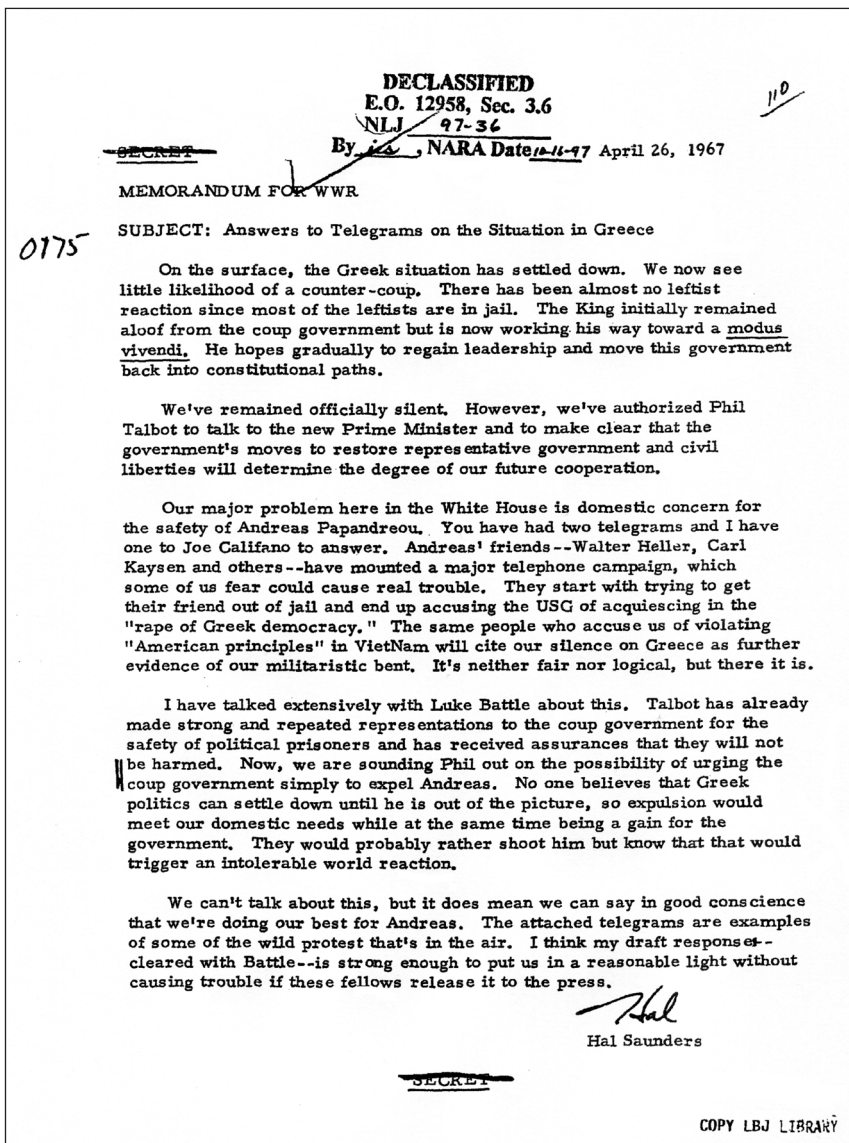 DECLASSIFIED
E.O. 12958, Sec. 3.6
NLJ 97-36
By is, NARA Date 10-16-97 April 26, 1967
110
SECRET
MEMORANDUM FOR WWR
0175
SUBJECT: Answers to Telegrams on the Situation in Greece
On the surface, the Greek situation has settled down. We now see
little likelihood of a counter-coup. There has been almost no leftist
reaction since most of the leftists are in jail. The King initially remained
aloof from the coup government but is now working his way toward a modus
vivendi. He hopes gradually to regain leadership and move this government
back into constitutional paths.
We've remained officially silent. However, we've authorized Phil
Talbot to talk to the new Prime Minister and to make clear that the
government's moves to restore representative government and civil
liberties will determine the degree of our future cooperation.
Our major problem here in the White House is domestic concern for
the safety of Andreas Papandreou. You have had two telegrams and I have
one to Joe Califano to answer. Andreas' friends--Walter Heller, Carl
Kaysen and others--have mounted a major telephone campaign, which
some of us fear could cause real trouble. They start with trying to get
their friend out of jail and end up accusing the USG of acquiescing in the
"rape of Greek democracy." The same people who accuse us of violating
"American principles" in VietNam will cite our silence on Greece as further
evidence of our militaristic bent. It's neither fair nor logical, but there it is.
I have talked extensively with Luke Battle about this. Talbot has already
made strong and repeated representations to the coup government for the
safety of political prisoners and has received assurances that they will not
be harmed. Now, we are sounding Phil out on the possibility of urging the
coup government simply to expel Andreas. No one believes that Greek
politics can settle down until he is out of the picture, so expulsion would
meet our domestic needs while at the same time being a gain for the
government. They would probably rather shoot him but know that that would
trigger an intolerable world reaction.
We can't talk about this, but it does mean we can say in good conscience
that we're doing our best for Andreas. The attached telegrams are examples
of some of the wild protest that's in the air. I think my draft response--
cleared with Battle--is strong enough to put us in a reasonable light without
causing trouble if these fellows release it to the press.
Hal
Hal Saunders
SECRET
COPY LBJ LIBRARY